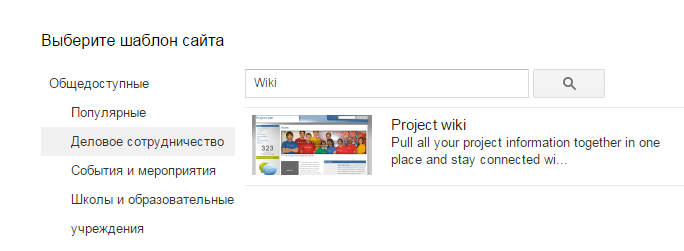 Выберите шаблон сайта
Общедоступные
Популярные
Деловое сотрудничество
События и мероприятия
Школы и образовательные
учреждения
Wiki
Project wiki
Pull all your project information together in one
place and stay connected wi...
323